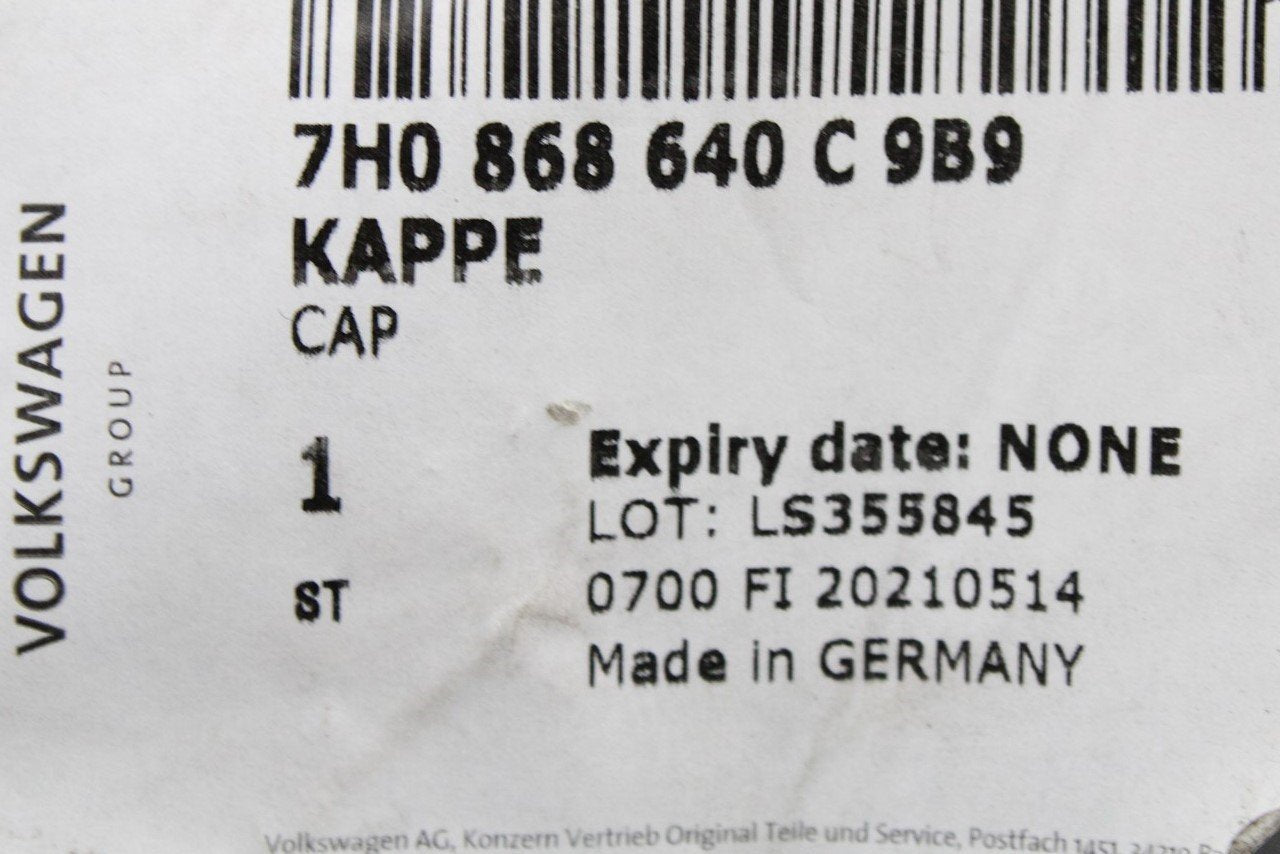 7H0 868 640 C 9B9
KAPPE
CAP
1
Expiry date: NONE
LOT: LS355845
ST
0700 FI 20210514
Made in GERMANY
VOLKSWAGEN
GROUP
Volkswagen AG, Konzern Vertrieb Original Teile und Service, Postfach 1451,